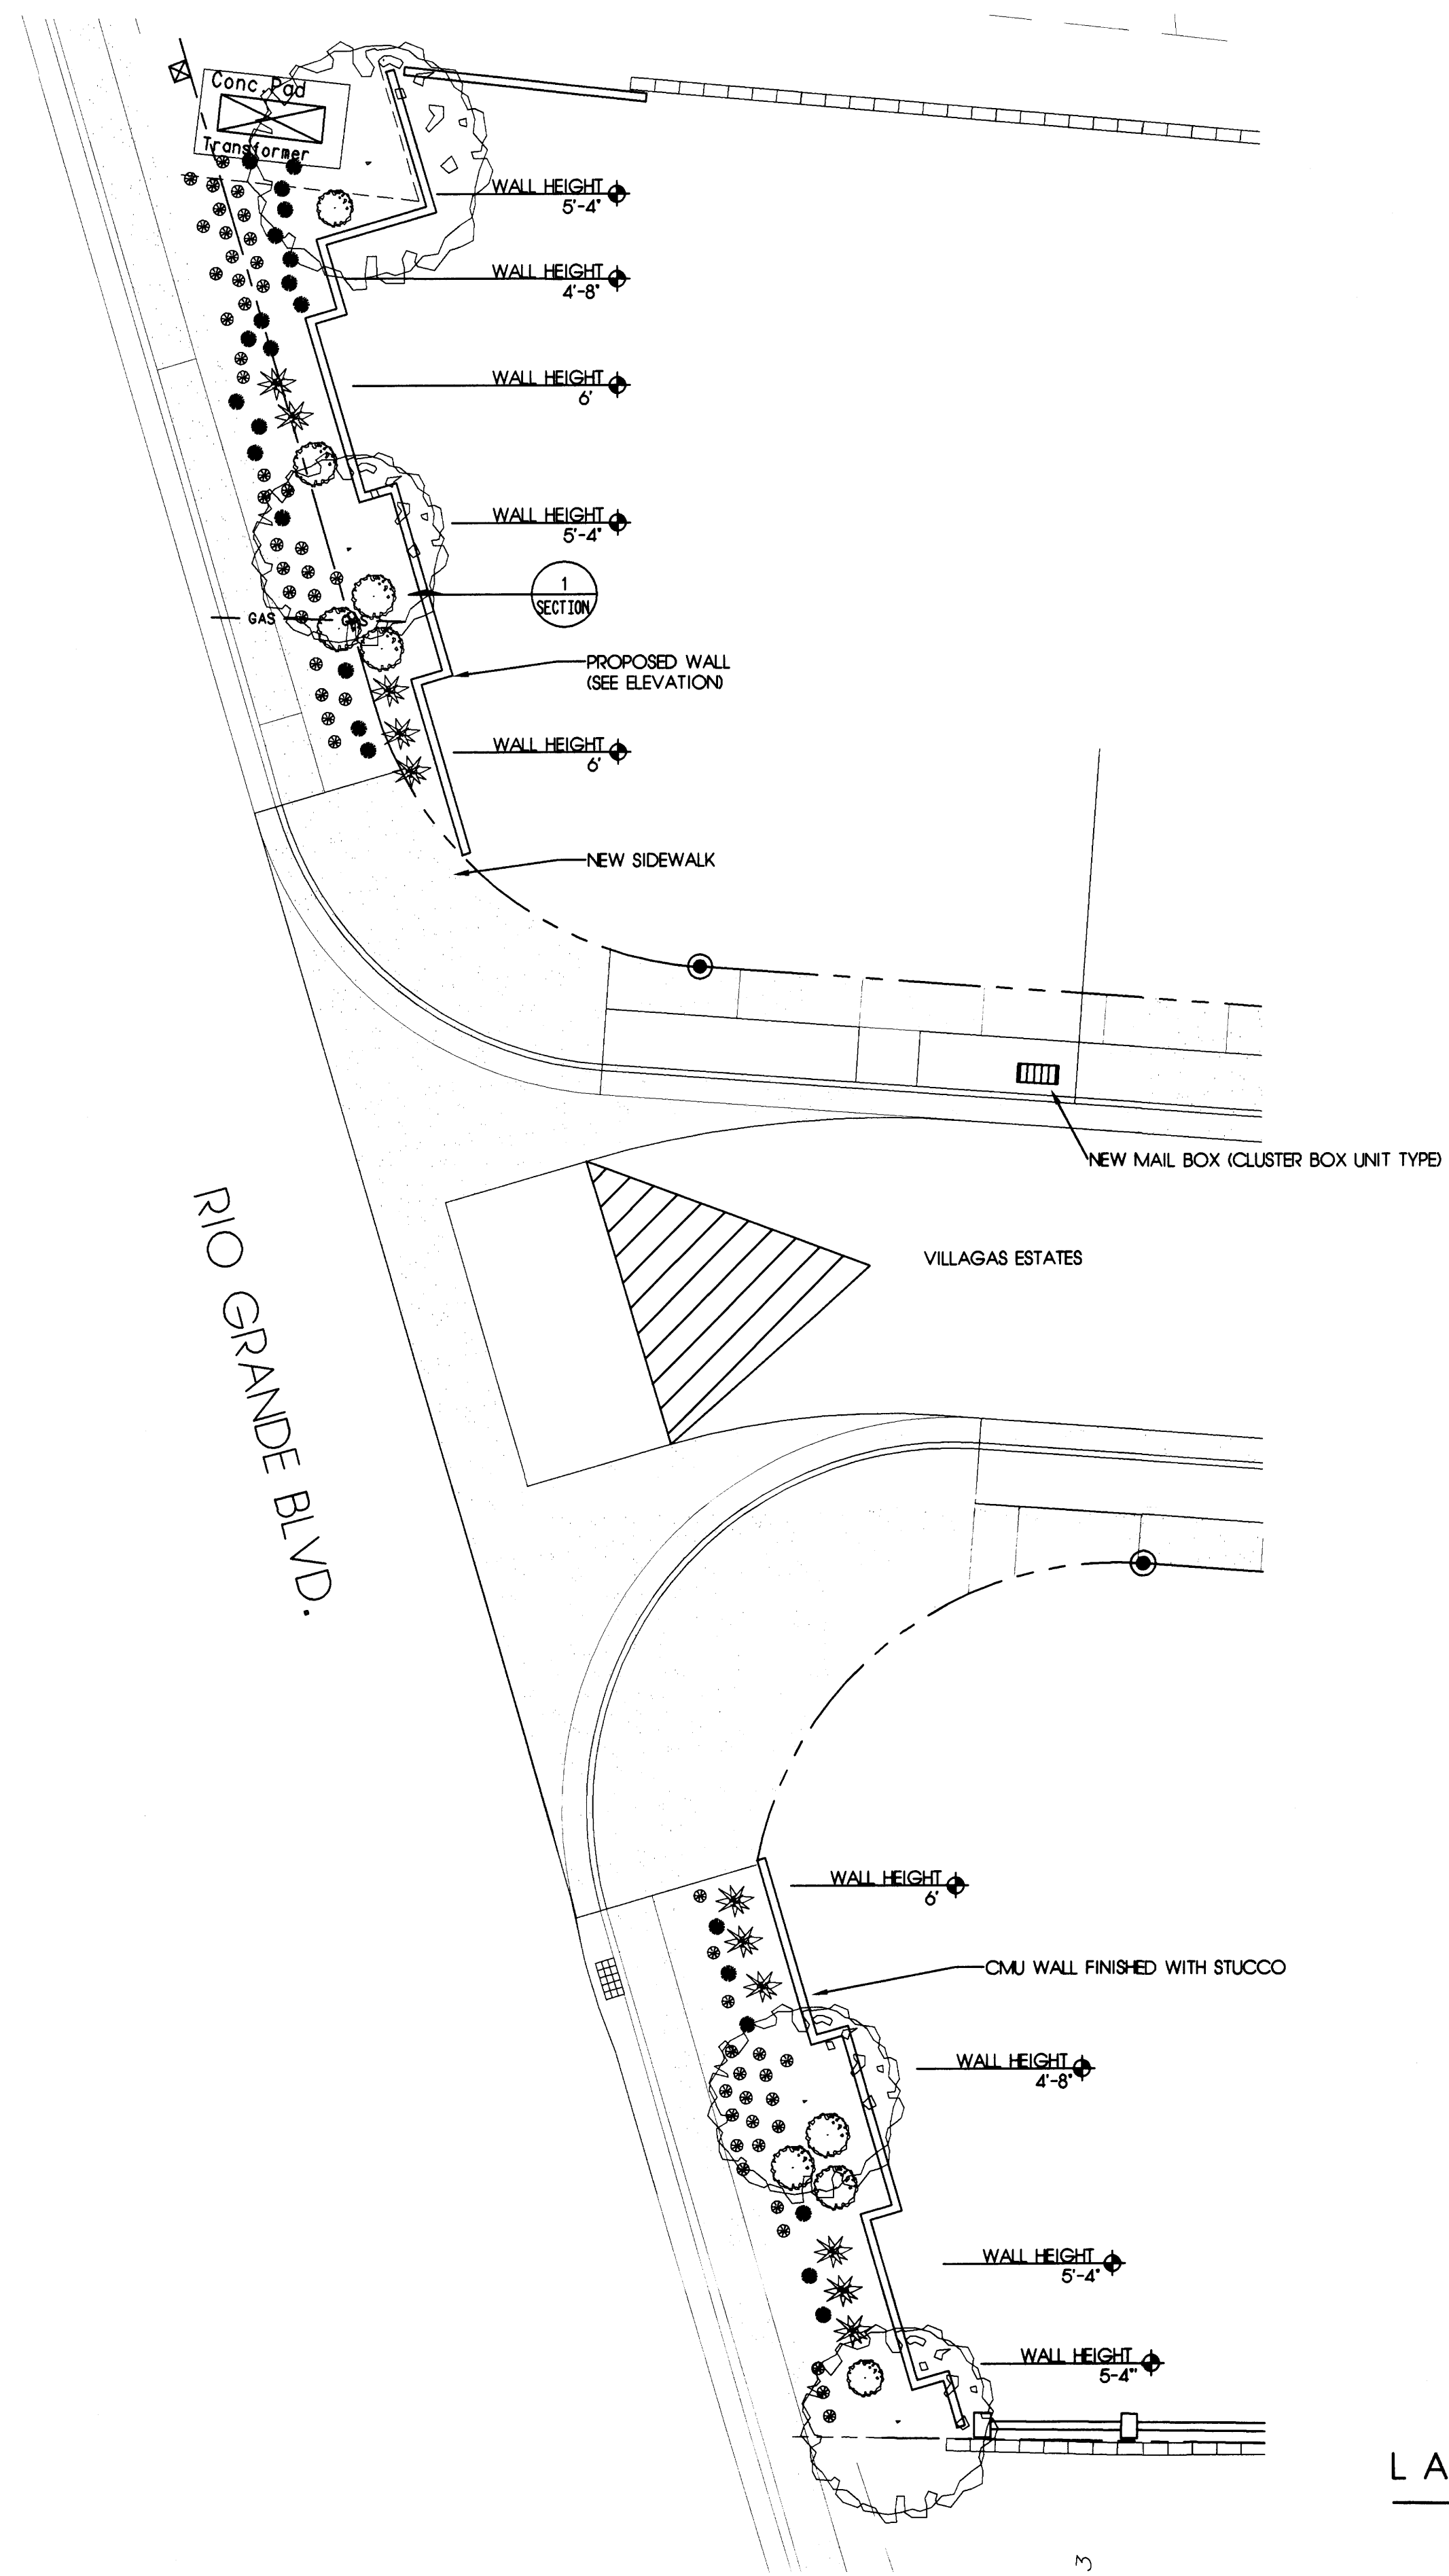 Conc. Pad
Transformer
WALL HEIGHT
5'-4"
WALL HEIGHT
4'-8"
WALL HEIGHT
6'
WALL HEIGHT
5'-4"
1
SECTION
GAS
GAS
PROPOSED WALL
(SEE ELEVATION)
WALL HEIGHT
6'
NEW SIDEWALK
NEW MAIL BOX (CLUSTER BOX UNIT TYPE)
RIO GRANDE BLVD.
VILLAGAS ESTATES
WALL HEIGHT
6'
CMU WALL FINISHED WITH STUCCO
WALL HEIGHT
4'-8"
WALL HEIGHT
5'-4"
WALL HEIGHT
5-4"'
L A
3